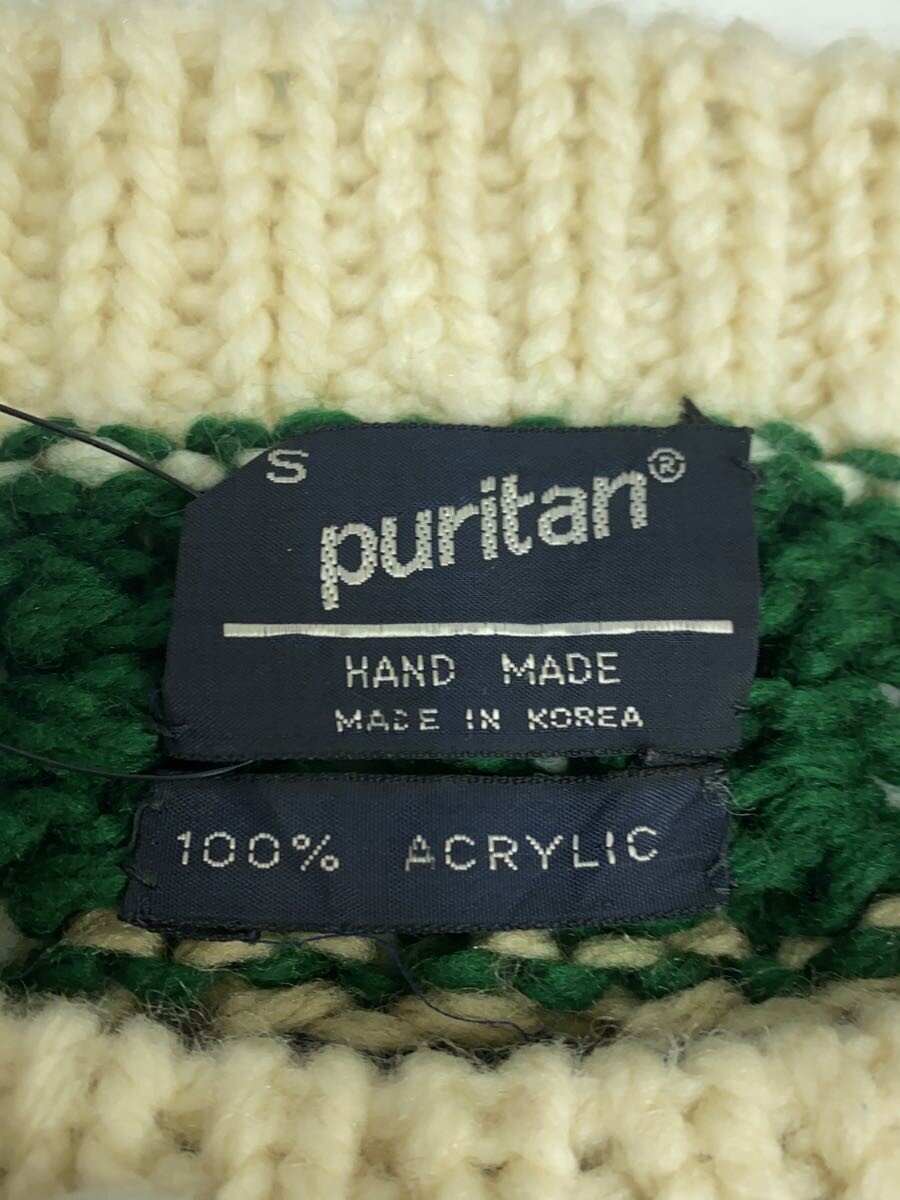 S
puritan®
HAND MADE
MADE IN KOREA
100% ACRYLIC